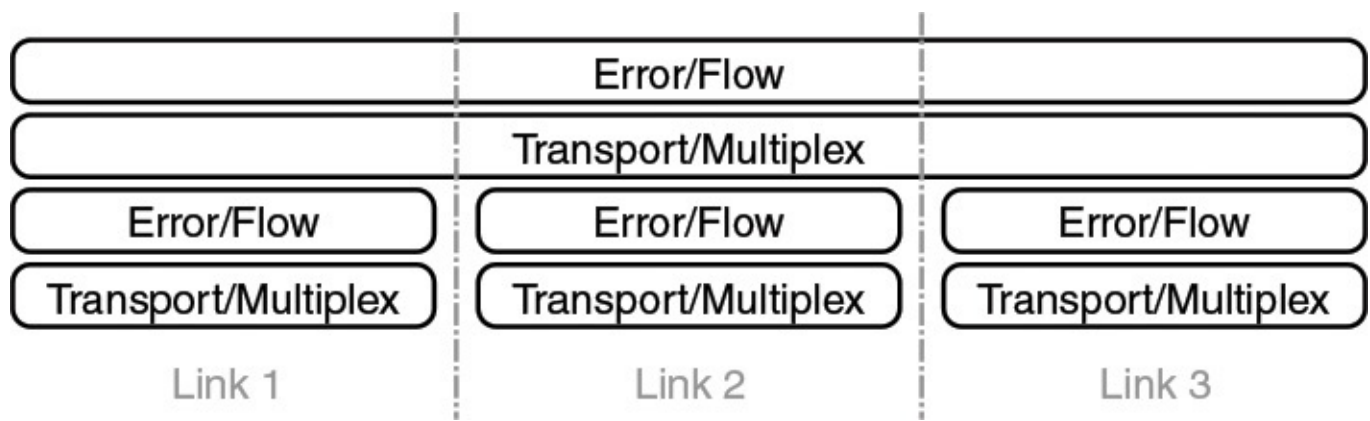 Error/Flow
Transport/Multiplex
Error/Flow Error/Flow Error/Flow
Transport/Multiplex Transport/Multiplex Transport/Multiplex
Link 1 Link 2 Link 3